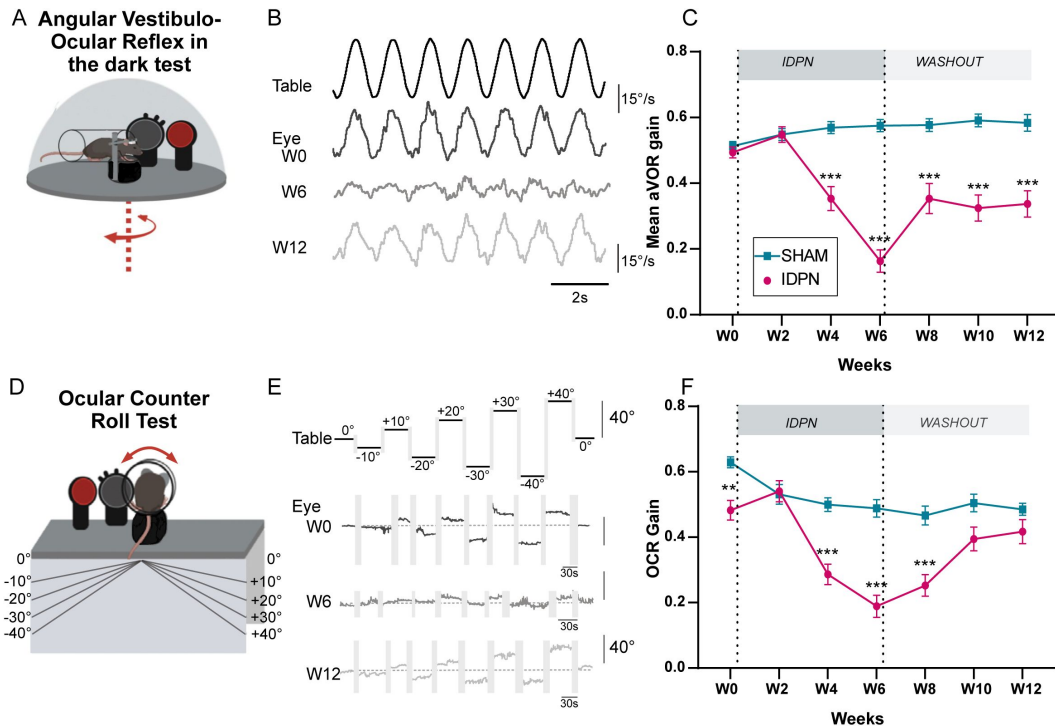 A
Angular Vestibulo-
Ocular Reflex in
the dark test
B
Table
15°/s
Eye
W0
W6
W12
15°/s
2s
C
IDPN
WASHOUT
***
***
***
***
***
SHAM
IDPN
Mean aVOR gain
0.8
0.6
0.4
0.2
0.0
W0
W2
W4
W6
W8
W10
W12
Weeks
D
Ocular Counter
Roll Test
0°
-10°
-20°
-30°
-40°
0°
+10°
+20°
+30°
+40°
E
Table
0°
-10°
+10°
-20°
+20°
-30°
+30°
-40°
+40°
0°
40°
Eye
W0
30s
W6
30s
W12
40°
30s
F
IDPN
WASHOUT
**
***
***
***
OCR Gain
0.8
0.6
0.4
0.2
0.0
W0
W2
W4
W6
W8
W10
W12
Weeks